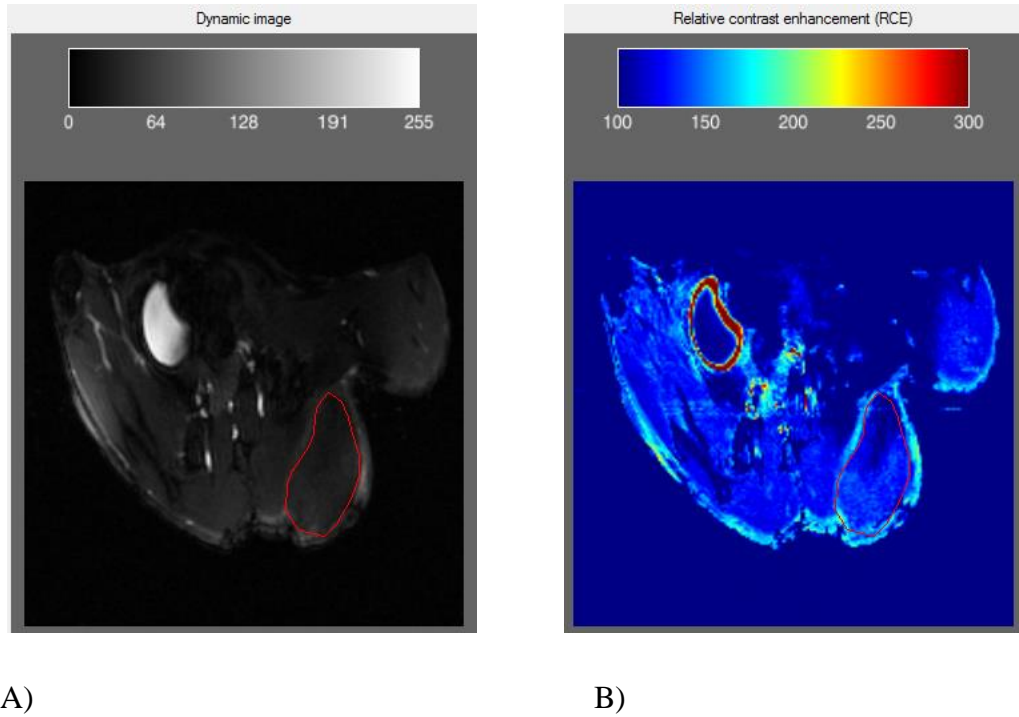 Dynamic image
0 64 128 191 255
Relative contrast enhancement (RCE)
100 150 200 250 300
A)
B)